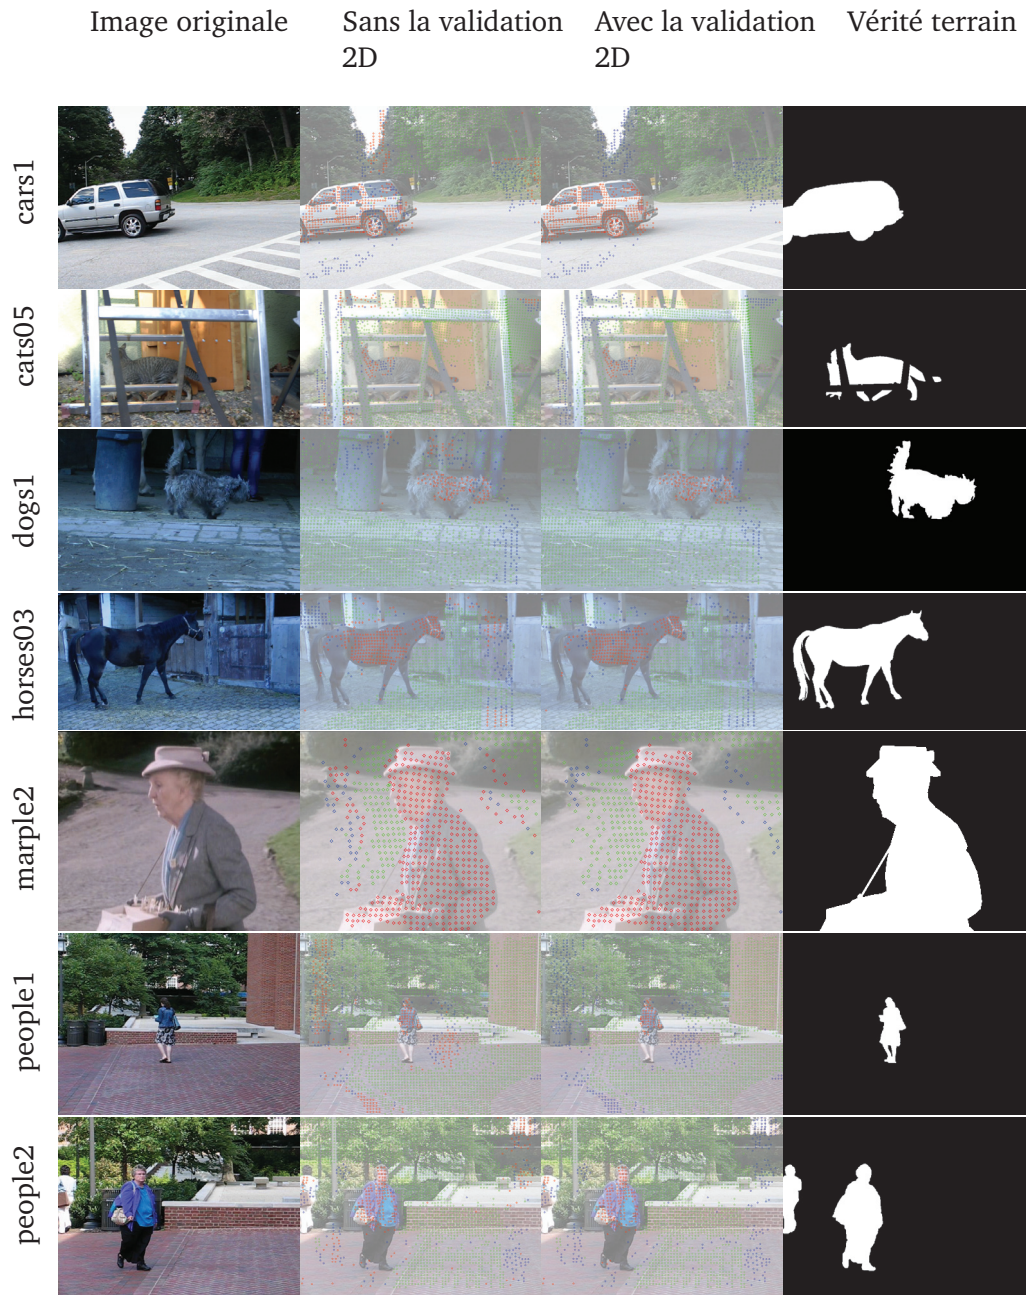 Image originale
Sans la validation
2D
Avec la validation
2D
Vérité terrain
cars1
cats05
dogs1
horses03
marple2
people1
people2